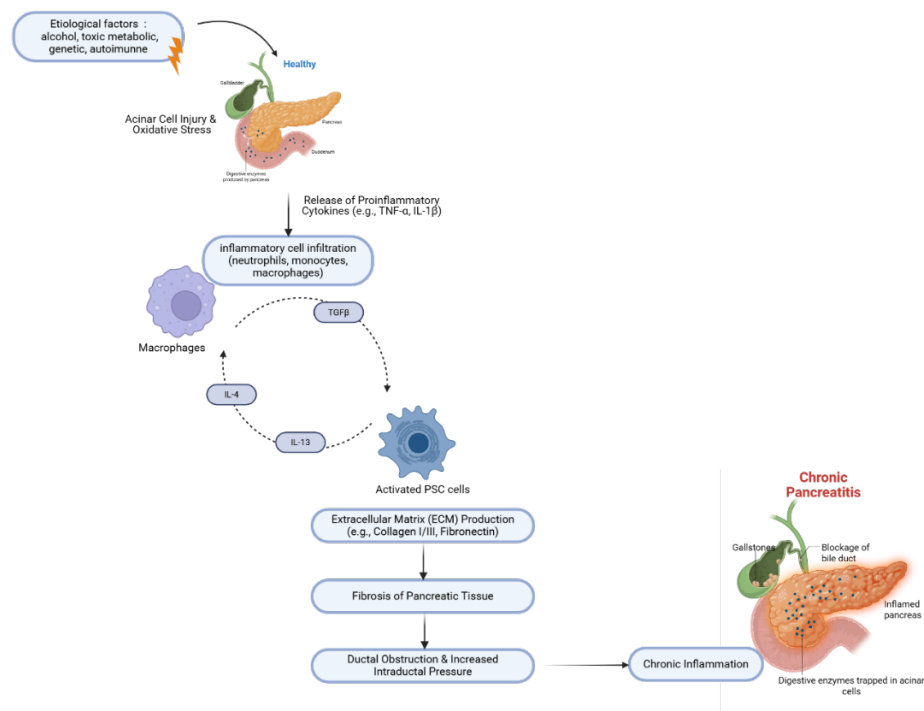 Etiological factors :
alcohol, toxic metabolic,
genetic, autoimunne
Healthy
Gallbladder
Acinar Cell Injury &
Oxidative Stress
Pancreas
Duodenum
Digestive enzymes
produced by pancreas
Release of Proinflammatory
Cytokines (e.g., TNF-α, IL-1β)
inflammatory cell infiltration
(neutrophils, monocytes,
macrophages)
TGFβ
Macrophages
IL-4
IL-13
Activated PSC cells
Extracellular Matrix (ECM) Production
(e.g., Collagen I/III, Fibronectin)
Fibrosis of Pancreatic Tissue
Ductal Obstruction & Increased
Intraductal Pressure
Chronic Inflammation
Chronic
Pancreatitis
Gallstones
Blockage of
bile duct
Inflamed
pancreas
Digestive enzymes trapped in acinar
cells